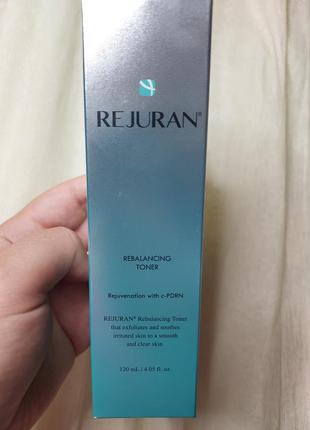 REJURAN®
REBALANCING
TONER
Rejuvenation with c-PDRN
REJURAN® Rebalancing Toner
that exfoliates and soothes
irritated skin to a smooth
and clear skin.
120 mL / 4.05 fl. oz.